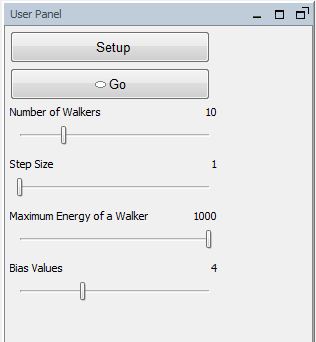 User Panel
Setup
Go
Number of Walkers 10
Step Size 1
Maximum Energy of a Walker 1000
Bias Values 4